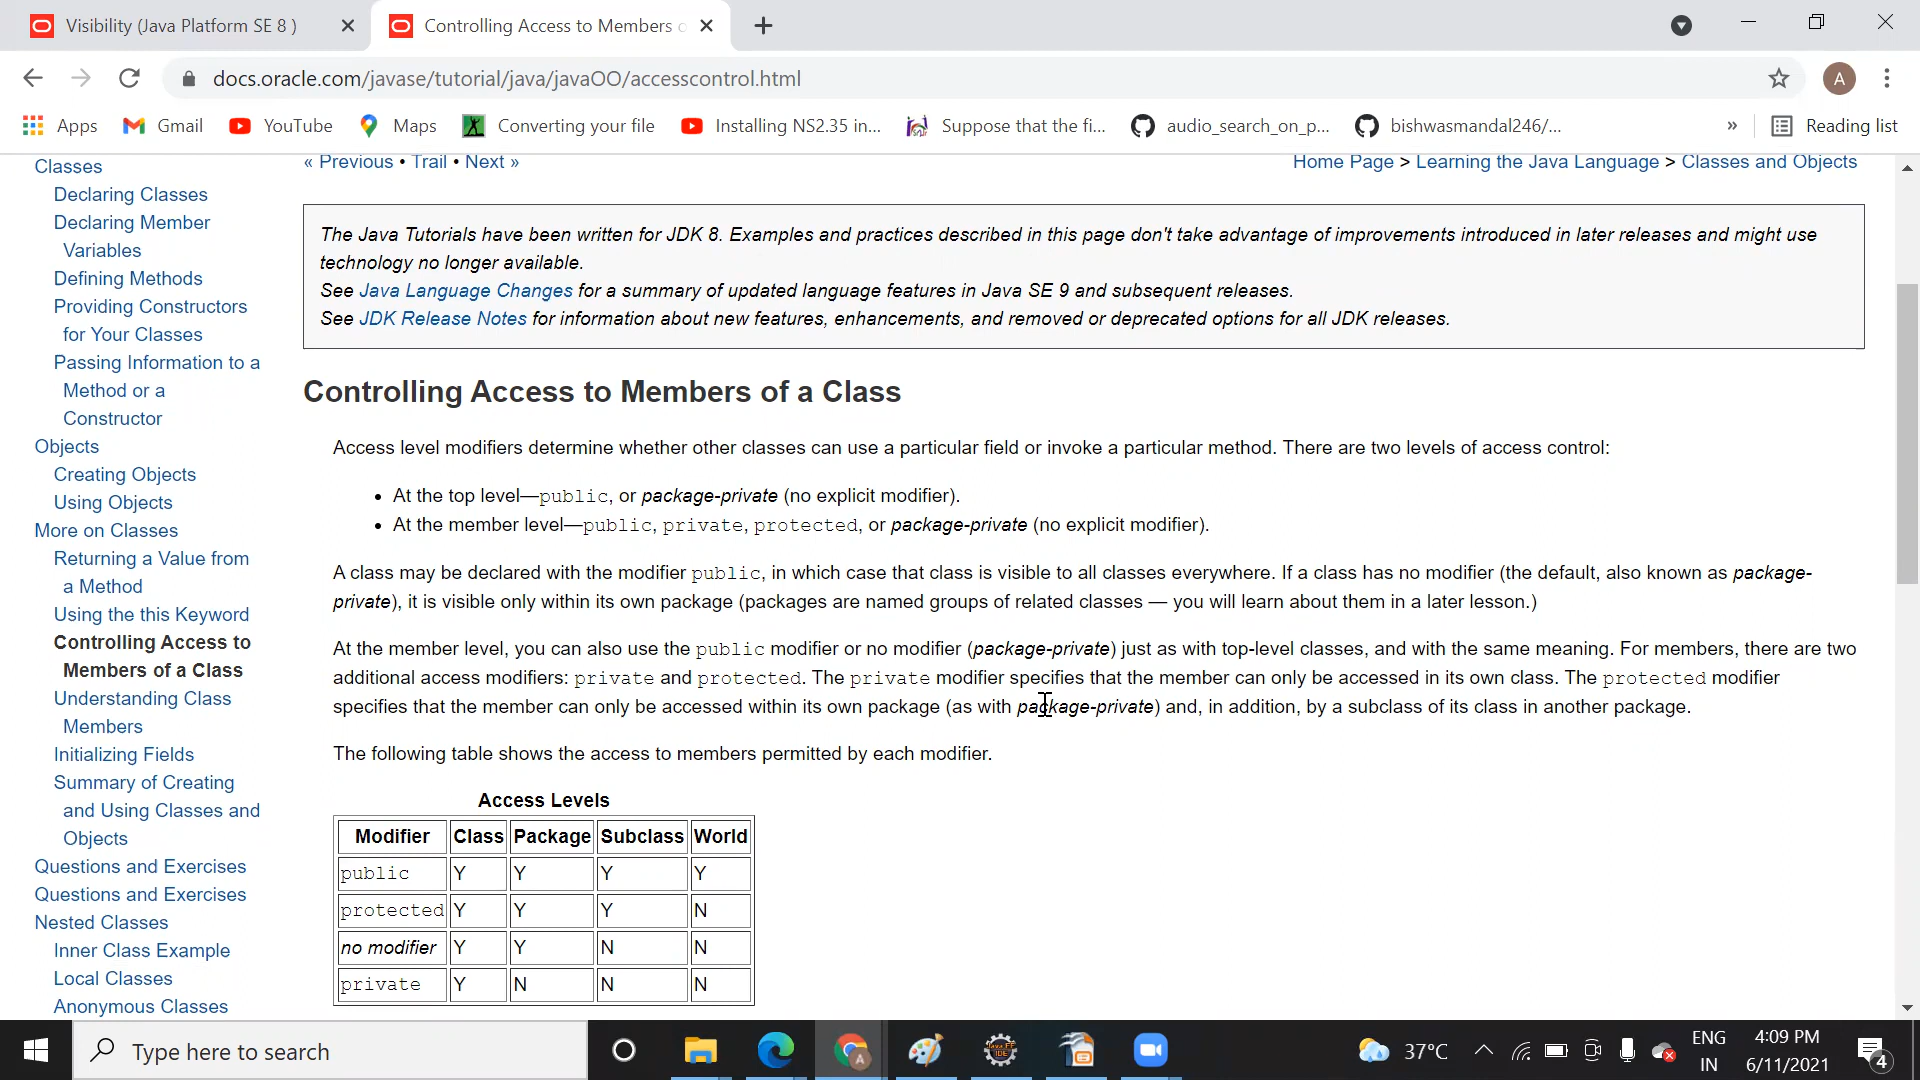 Visibility (Java Platform SE 8 )
Controlling Access to Members o
docs.oracle.com/javase/tutorial/java/javaOO/accesscontrol.html
A
Apps
Gmail
YouTube
Maps
Converting your file
Installing NS2.35 in...
Suppose that the fi...
audio_search_on_p...
bishwasmandal246/...
»
Reading list
Classes
Declaring Classes
Declaring Member
Variables
Defining Methods
Providing Constructors
for Your Classes
Passing Information to a
Method or a
Constructor
Objects
Creating Objects
Using Objects
More on Classes
Returning a Value from
a Method
Using the this Keyword
Controlling Access to
Members of a Class
Understanding Class
Members
Initializing Fields
Summary of Creating
and Using Classes and
Objects
Questions and Exercises
Questions and Exercises
Nested Classes
Inner Class Example
Local Classes
Anonymous Classes
« Previous • Trail • Next »
Home Page > Learning the Java Language > Classes and Objects
The Java Tutorials have been written for JDK 8. Examples and practices described in this page don't take advantage of improvements introduced in later releases and might use
technology no longer available.
See Java Language Changes for a summary of updated language features in Java SE 9 and subsequent releases.
See JDK Release Notes for information about new features, enhancements, and removed or deprecated options for all JDK releases.
Controlling Access to Members of a Class
Access level modifiers determine whether other classes can use a particular field or invoke a particular method. There are two levels of access control:
• At the top level—public, or package-private (no explicit modifier).
• At the member level—public, private, protected, or package-private (no explicit modifier).
A class may be declared with the modifier public, in which case that class is visible to all classes everywhere. If a class has no modifier (the default, also known as package-
private), it is visible only within its own package (packages are named groups of related classes — you will learn about them in a later lesson.)
At the member level, you can also use the public modifier or no modifier (package-private) just as with top-level classes, and with the same meaning. For members, there are two
additional access modifiers: private and protected. The private modifier specifies that the member can only be accessed in its own class. The protected modifier
specifies that the member can only be accessed within its own package (as with package-private) and, in addition, by a subclass of its class in another package.
The following table shows the access to members permitted by each modifier.
Access Levels
Modifier Class Package Subclass World
public Y Y Y Y
protected Y Y Y N
no modifier Y Y N N
private Y N N N
Type here to search
37°C
ENG
IN
4:09 PM
6/11/2021
4